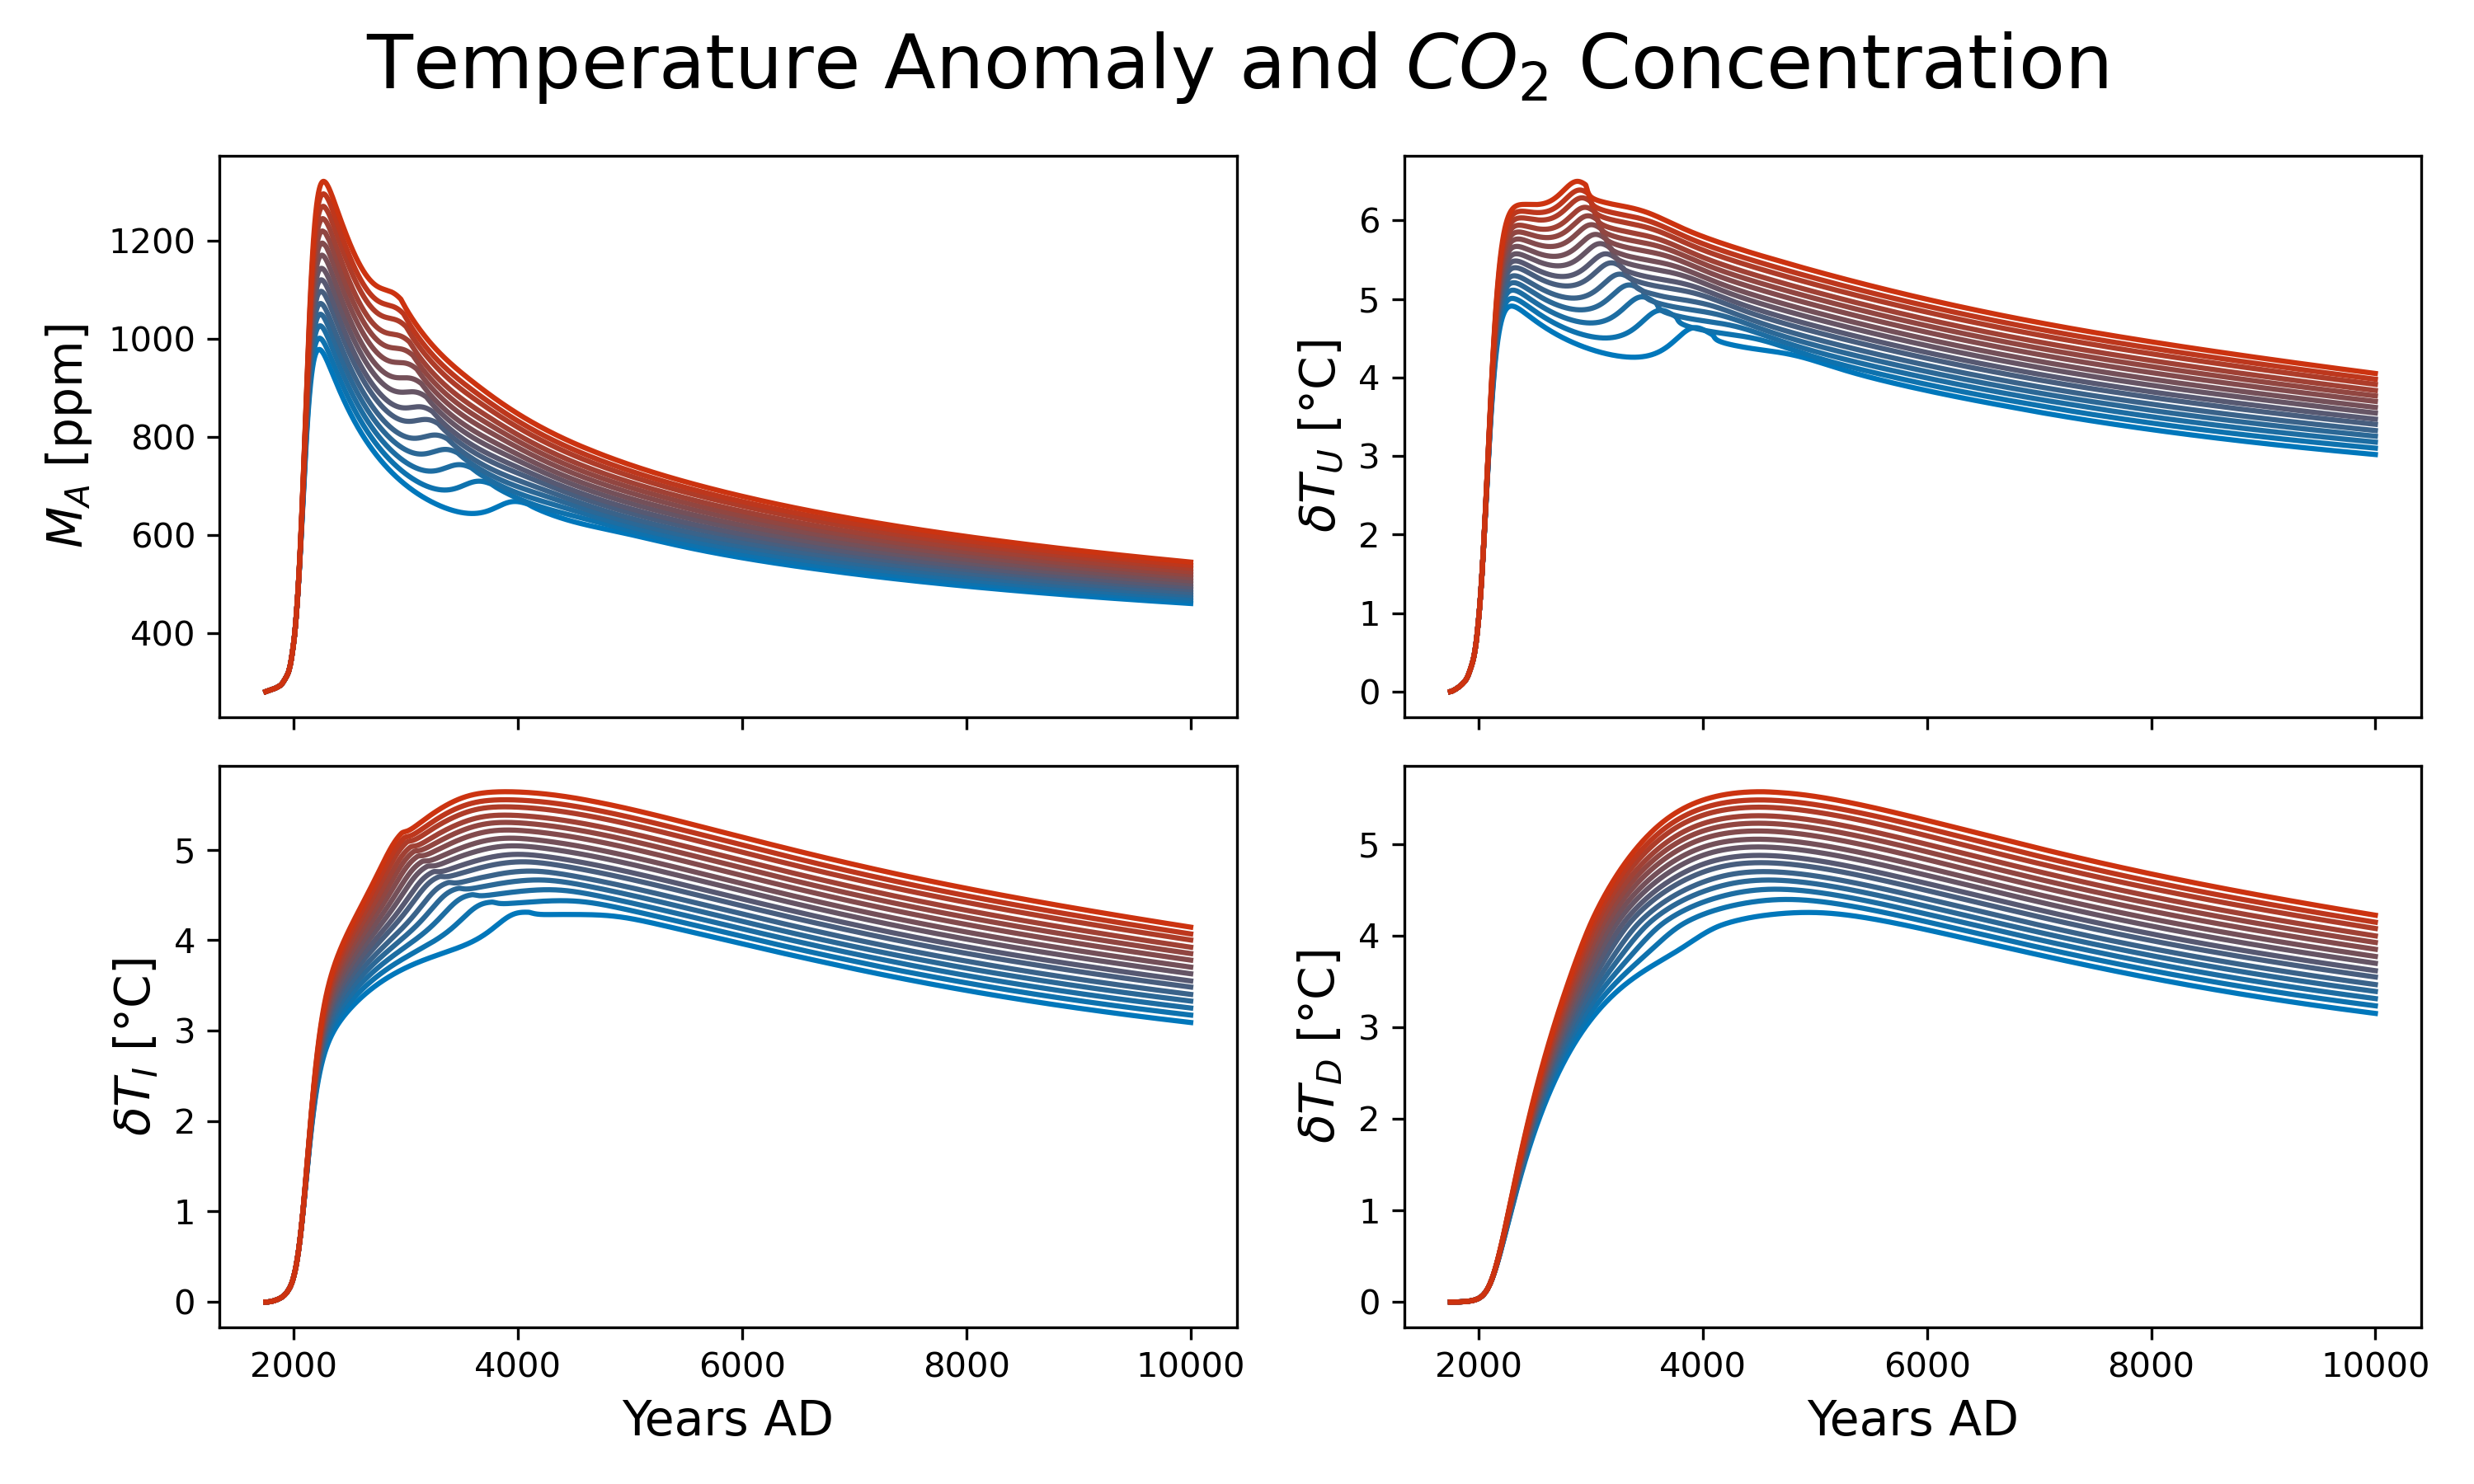 Temperature Anomaly and CO₂ Concentration
M_A [ppm]
1200
1000
800
600
400
δT_U [°C]
6
5
4
3
2
1
0
δT_I [°C]
5
4
3
2
1
0
2000 4000 6000 8000 10000
Years AD
δT_D [°C]
5
4
3
2
1
0
2000 4000 6000 8000 10000
Years AD